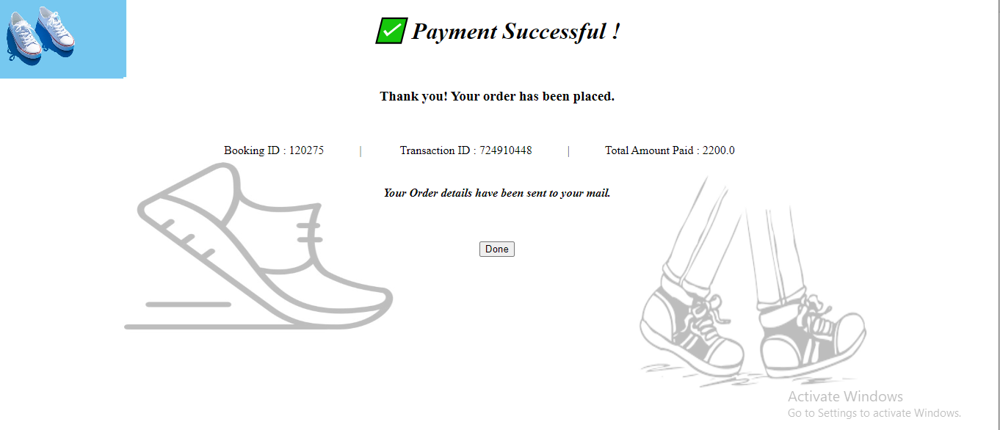 ✅ Payment Successful !
Thank you! Your order has been placed.
Booking ID : 120275 | Transaction ID : 724910448 | Total Amount Paid : 2200.0
Your Order details have been sent to your mail.
Done
Activate Windows
Go to Settings to activate Windows.